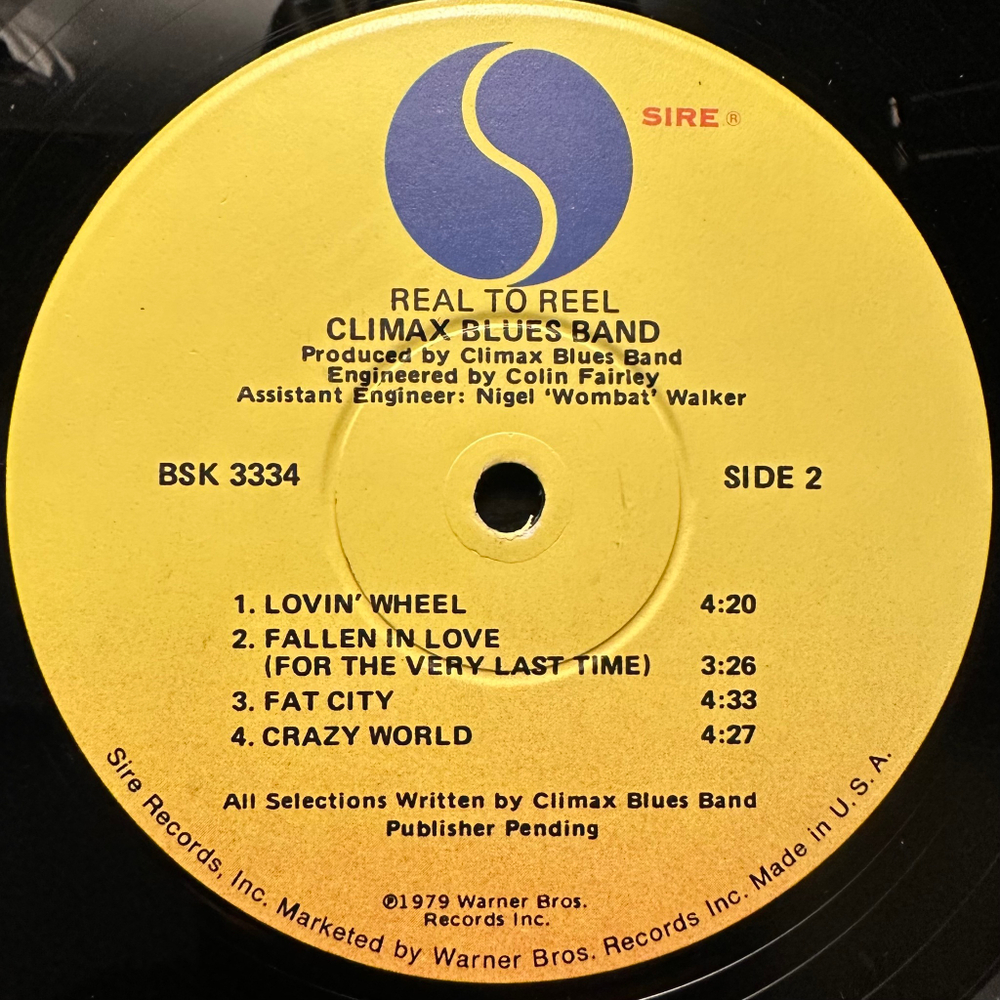 SIRE ®
REAL TO REEL
CLIMAX BLUES BAND
Produced by Climax Blues Band
Engineered by Colin Fairley
Assistant Engineer: Nigel ‘Wombat’ Walker
BSK 3334
SIDE 2
1. LOVIN’ WHEEL 4:20
2. FALLEN IN LOVE
(FOR THE VERY LAST TIME) 3:26
3. FAT CITY 4:33
4. CRAZY WORLD 4:27
All Selections Written by Climax Blues Band
Publisher Pending
℗1979 Warner Bros.
Records Inc.
Sire Records, Inc. Marketed by Warner Bros. Records Inc. Made in U. S. A.